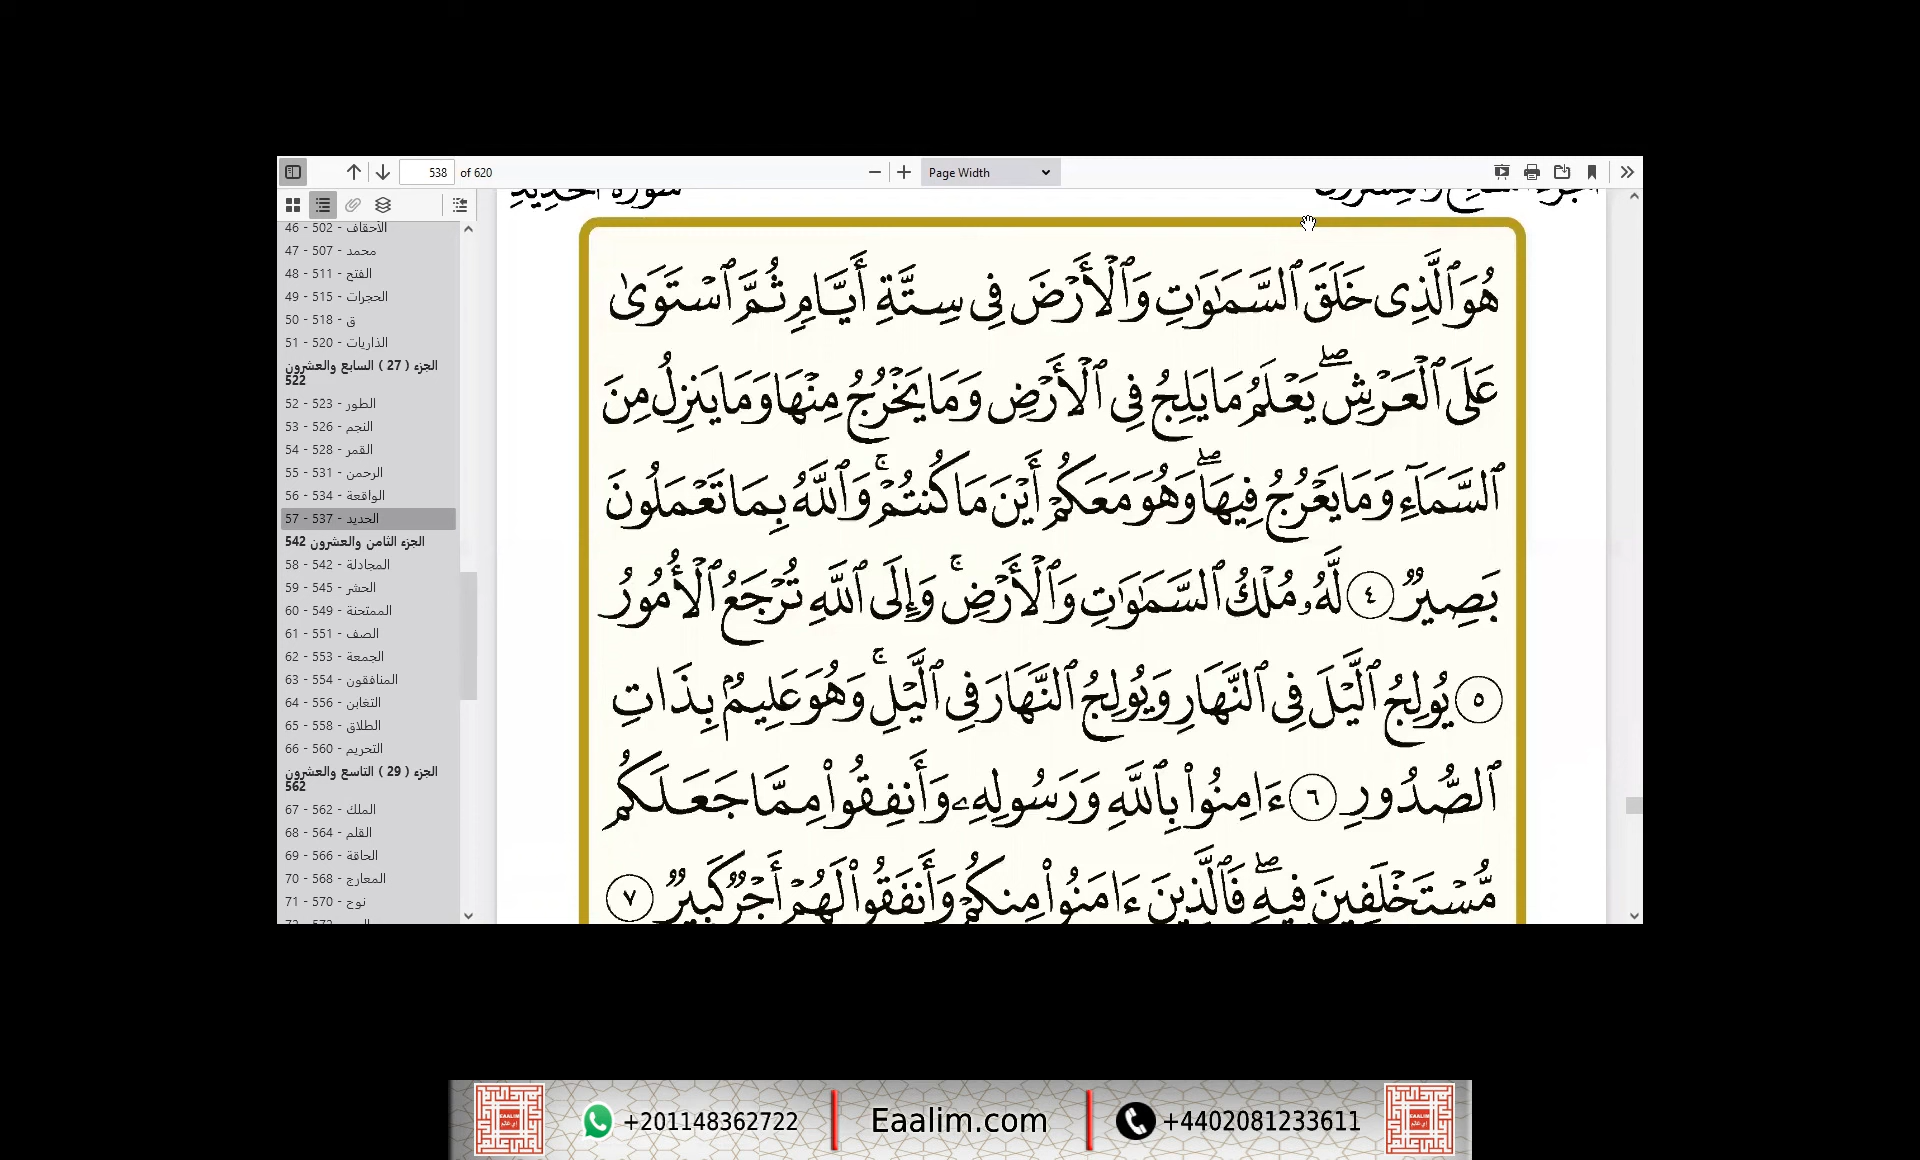 538 of 620
Page Width
46 - 502 - الأحقاف
47 - 507 - محمد
48 - 511 - الفتح
49 - 515 - الحجرات
50 - 518 - ق
51 - 520 - الذاريات
الجزء ( 27 ) السابع والعشرون
522
52 - 523 - الطور
53 - 526 - النجم
54 - 528 - القمر
55 - 531 - الرحمن
56 - 534 - الواقعة
57 - 537 - الحديد
الجزء الثامن والعشرون 542
58 - 542 - المجادلة
59 - 545 - الحشر
60 - 549 - الممتحنة
61 - 551 - الصف
62 - 553 - الجمعة
63 - 554 - المنافقون
64 - 556 - التغابن
65 - 558 - الطلاق
66 - 560 - التحريم
الجزء ( 29 ) التاسع والعشرون
562
67 - 562 - الملك
68 - 564 - القلم
69 - 566 - الحاقة
70 - 568 - المعارج
71 - 570 - نوح
سورة الحديد
هُوَ ٱلَّذِى خَلَقَ ٱلسَّمَٰوَٰتِ وَٱلْأَرْضَ فِى سِتَّةِ أَيَّامٍ ثُمَّ ٱسْتَوَىٰ
عَلَى ٱلْعَرْشِ ۖ يَعْلَمُ مَا يَلِجُ فِى ٱلْأَرْضِ وَمَا يَخْرُجُ مِنْهَا وَمَا يَنزِلُ مِنَ
ٱلسَّمَآءِ وَمَا يَعْرُجُ فِيهَا ۖ وَهُوَ مَعَكُمْ أَيْنَ مَا كُنتُمْ ۚ وَٱللَّهُ بِمَا تَعْمَلُونَ
بَصِيرٌ ٤ لَّهُۥ مُلْكُ ٱلسَّمَٰوَٰتِ وَٱلْأَرْضِ ۚ وَإِلَى ٱللَّهِ تُرْجَعُ ٱلْأُمُورُ
٥ يُولِجُ ٱلَّيْلَ فِى ٱلنَّهَارِ وَيُولِجُ ٱلنَّهَارَ فِى ٱلَّيْلِ ۚ وَهُوَ عَلِيمٌۢ بِذَاتِ
ٱلصُّدُورِ ٦ ءَامِنُوا۟ بِٱللَّهِ وَرَسُولِهِۦ وَأَنفِقُوا۟ مِمَّا جَعَلَكُم
مُّسْتَخْلَفِينَ فِيهِ ۖ فَٱلَّذِينَ ءَامَنُوا۟ مِنكُمْ وَأَنفَقُوا۟ لَهُمْ أَجْرٌ كَبِيرٌ ٧
+201148362722
Eaalim.com
+4402081233611